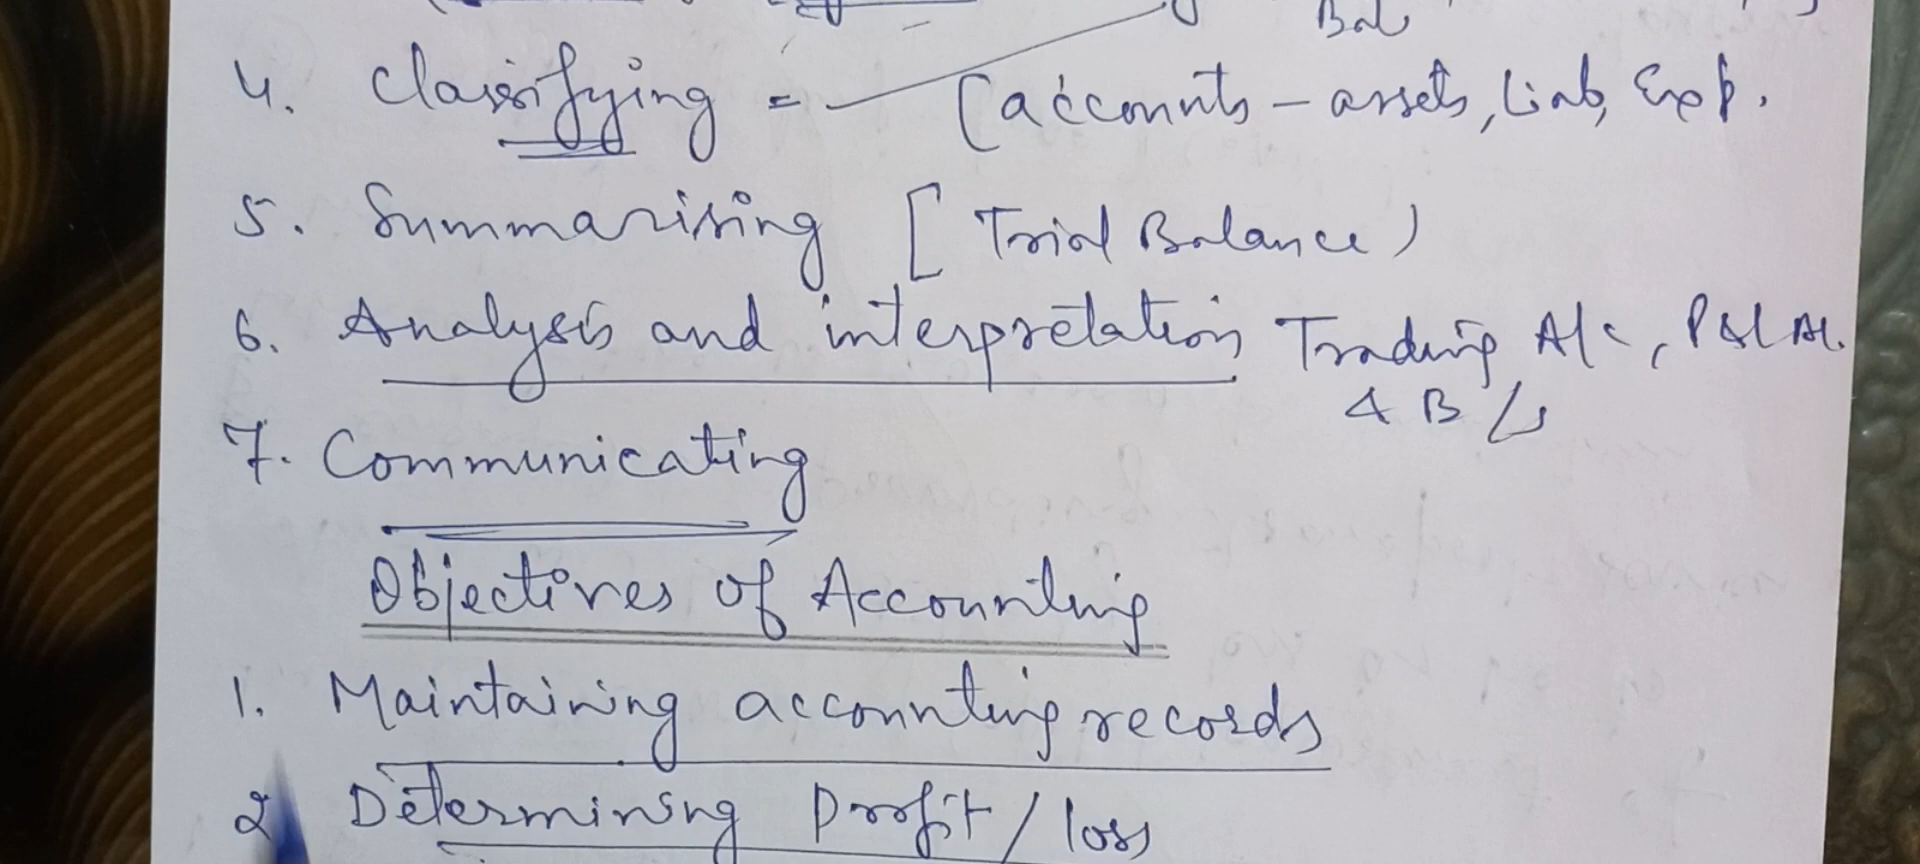 Bal
4. Classifying = - [accounts - assets, Liab, Exp.
5. Summarising [Trial Balance)
6. Analysis and interpretation Trading A/c, P&L A/c.
& B/s
7. Communicating
Objectives of Accounting
1. Maintaining accounting records
2 Determining Profit/loss